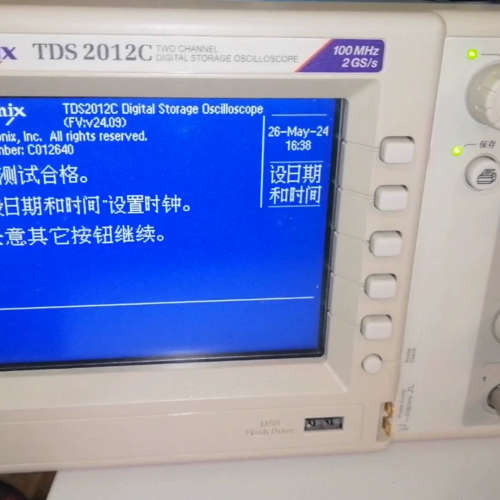 nix TDS 2012C TWO CHANNEL
DIGITAL STORAGE OSCILLOSCOPE
100 MHz
2 GS/s
nix TDS2012C Digital Storage Oscilloscope
(FV:v24.09)
onix, Inc. All rights reserved.
mber: C012640
26-May-24
16:38
测试合格。
设日期和时间"设置时钟。
任意其它按钮继续。
设日期
和时间
保存